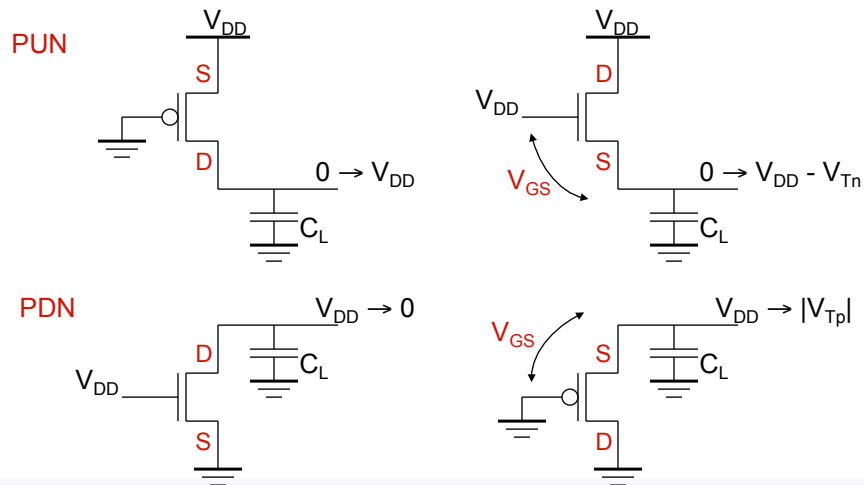 PUN
V_DD
S
D
0 → V_DD
C_L
V_DD
V_DD
D
S
V_GS
0 → V_DD - V_Tn
C_L
PDN
V_DD → 0
V_DD
D
S
C_L
V_DD → |V_Tp|
V_GS
S
D
C_L